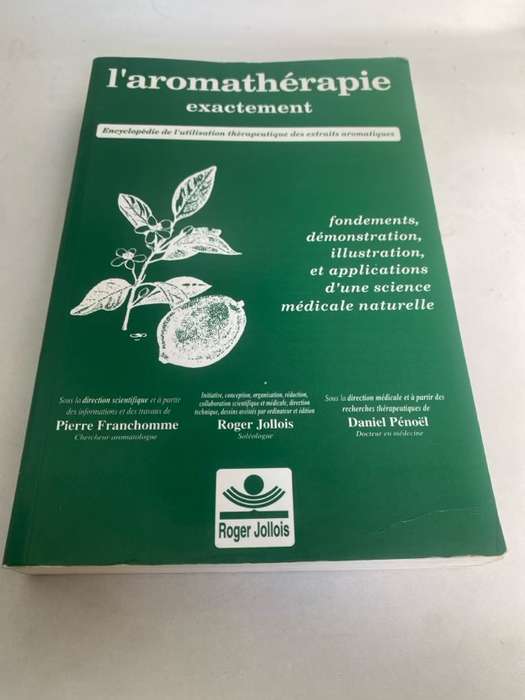 l'aromathérapie
exactement
Encyclopédie de l'utilisation thérapeutique des extraits aromatiques
fondements,
démonstration,
illustration,
et applications
d'une science
médicale naturelle
Sous la direction scientifique et à partir
des informations et des travaux de
Pierre Franchomme
Chercheur aromatologue
Initiative, conception, organisation, rédaction,
collaboration scientifique et médicale, direction
technique, dessins assistés par ordinateur et édition
Roger Jollois
Soléologue
Sous la direction médicale et à partir des
recherches thérapeutiques de
Daniel Pénoël
Docteur en médecine
Roger Jollois